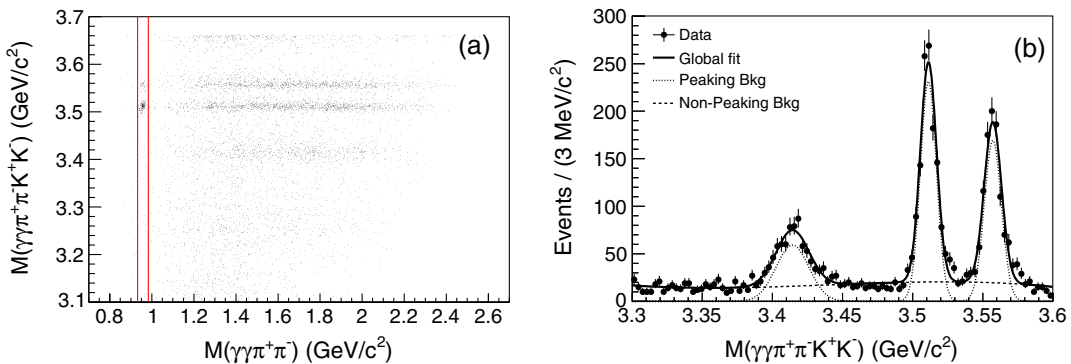 (a)
M(γγπ⁺π⁻K⁺K⁻) (GeV/c²)
3.7
3.6
3.5
3.4
3.3
3.2
3.1
0.8 1 1.2 1.4 1.6 1.8 2 2.2 2.4 2.6
M(γγπ⁺π⁻) (GeV/c²)
(b)
Events / (3 MeV/c²)
300
250
200
150
100
50
0
Data
Global fit
Peaking Bkg
Non-Peaking Bkg
3.3 3.35 3.4 3.45 3.5 3.55 3.6
M(γγπ⁺π⁻K⁺K⁻) (GeV/c²)